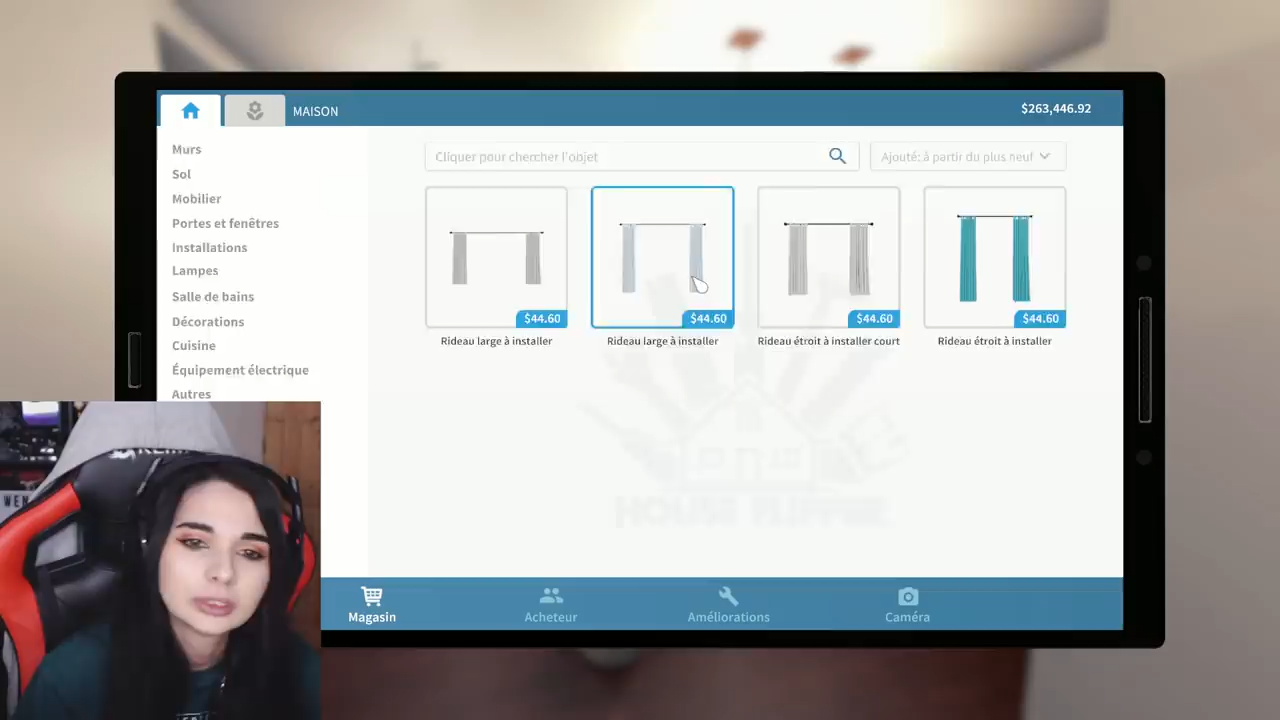 MAISON
$263,446.92
Murs
Sol
Mobilier
Portes et fenêtres
Installations
Lampes
Salle de bains
Décorations
Cuisine
Équipement électrique
Autres
Cliquer pour chercher l'objet
Ajouté: à partir du plus neuf
$44.60
$44.60
$44.60
$44.60
Rideau large à installer
Rideau large à installer
Rideau étroit à installer court
Rideau étroit à installer
HOUSE FLIPPER
Magasin
Acheteur
Améliorations
Caméra